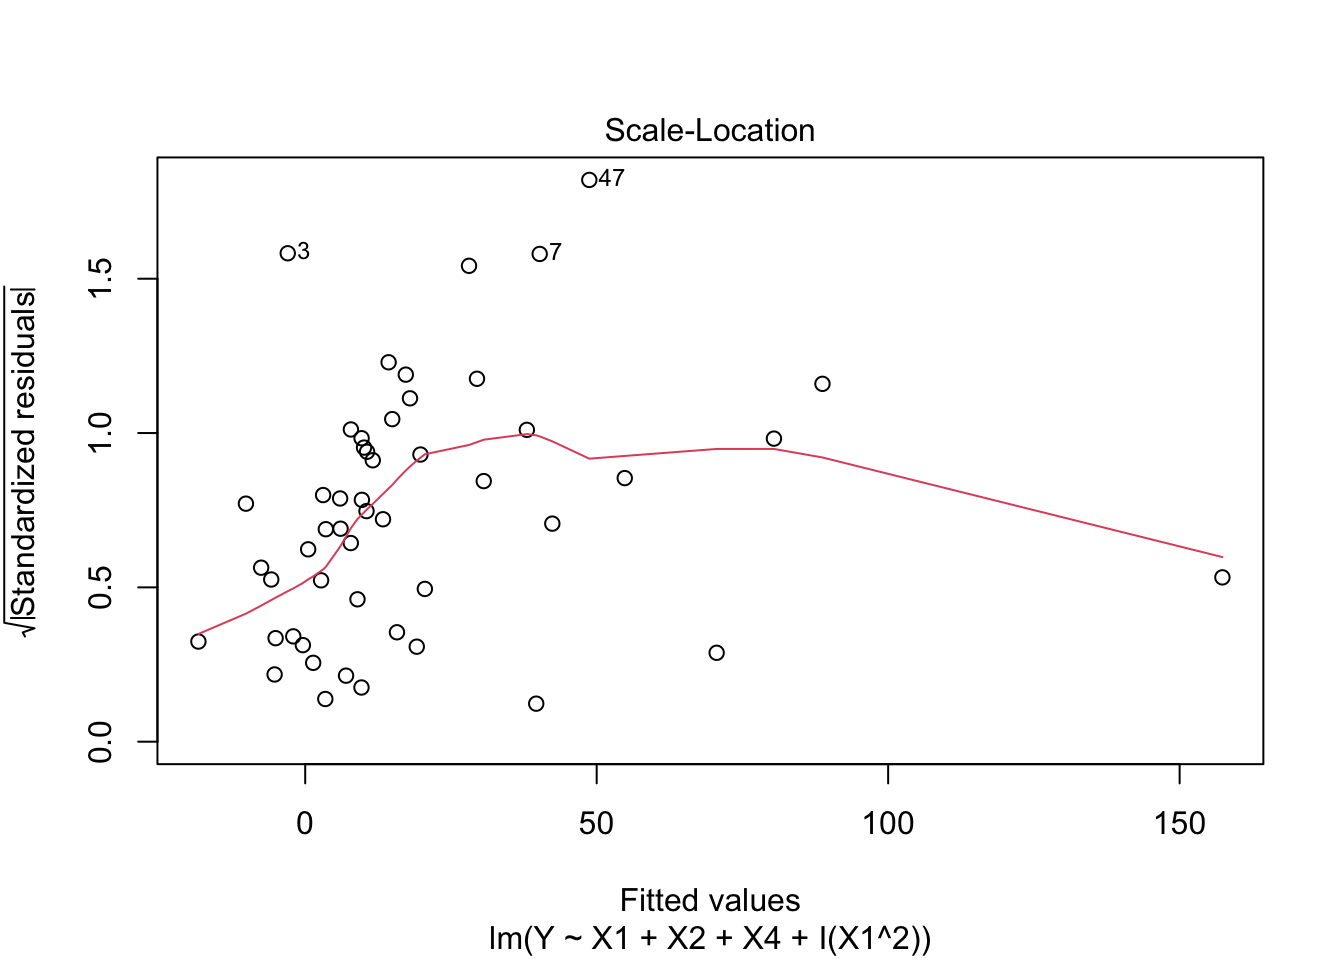 Scale-Location
47
3
7
√|Standardized residuals|
1.5
1.0
0.5
0.0
0 50 100 150
Fitted values
lm(Y ~ X1 + X2 + X4 + I(X1^2))